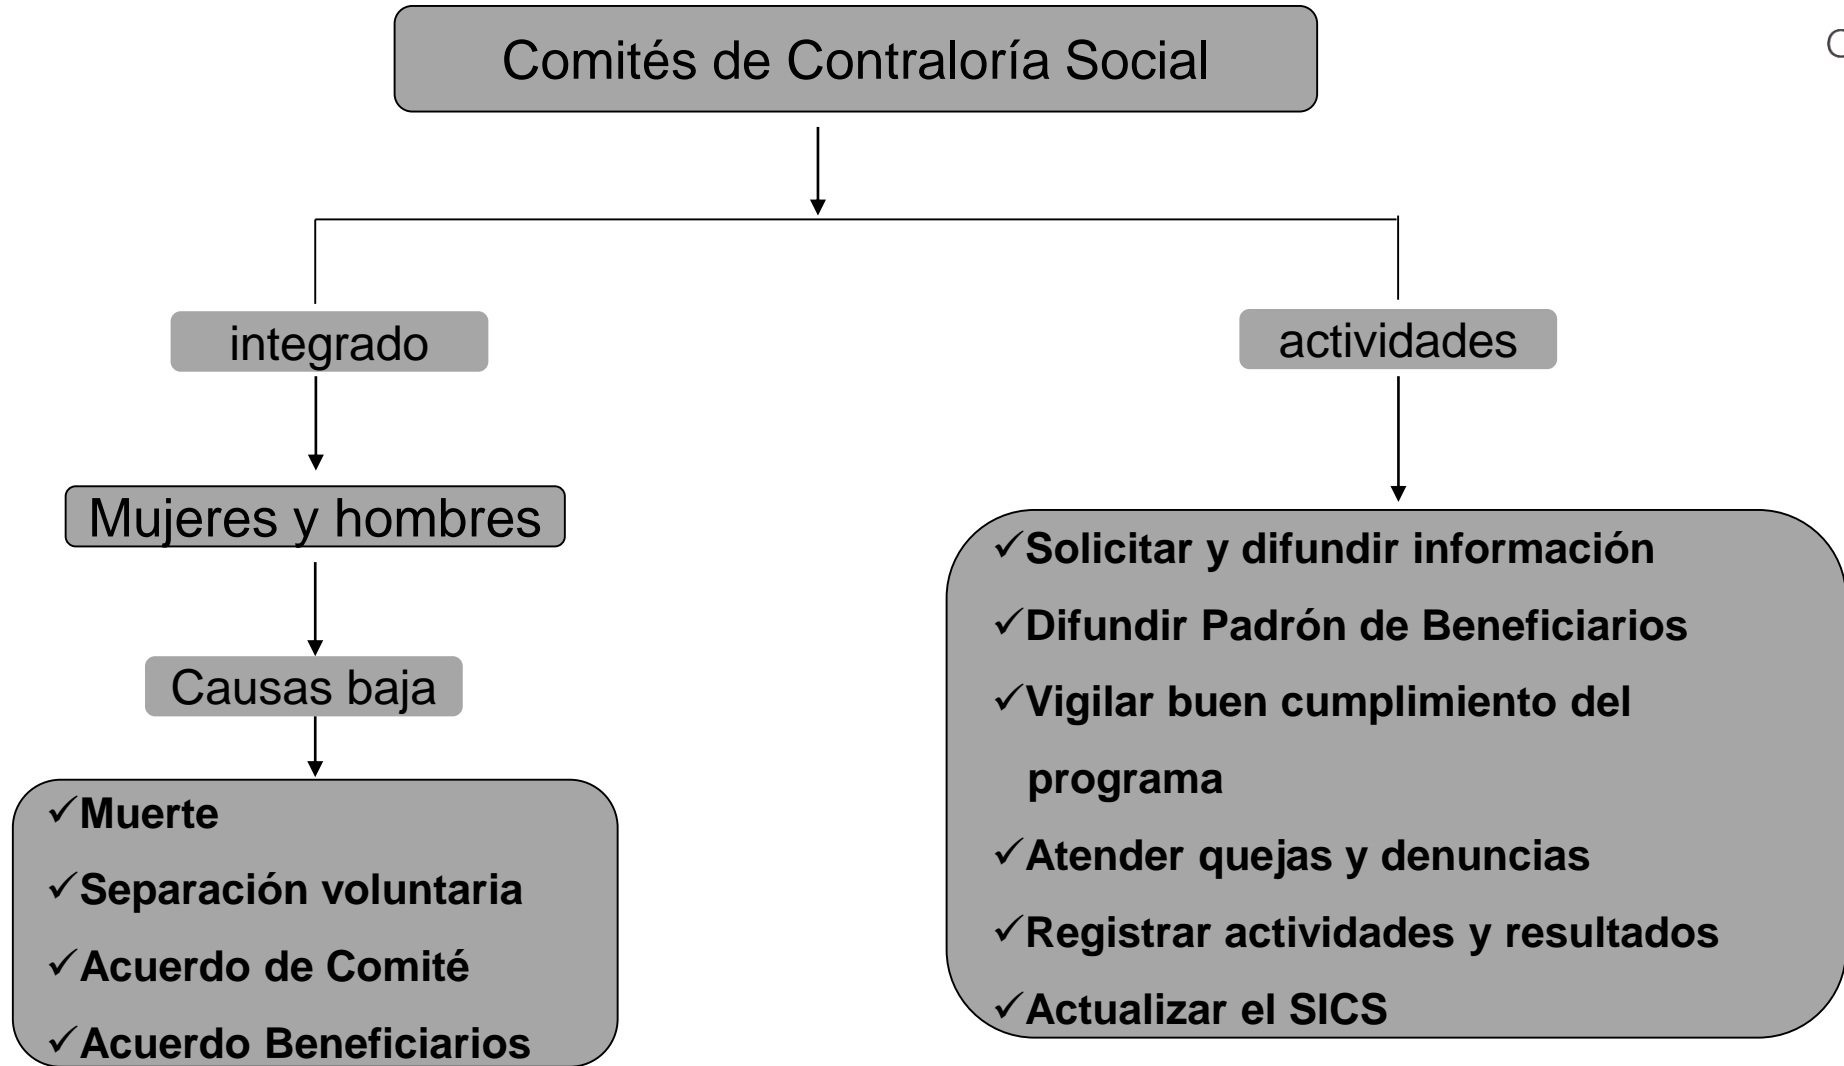 Comités de Contraloría Social
C
integrado
actividades
Mujeres y hombres
Causas baja
✓Muerte
✓Separación voluntaria
✓Acuerdo de Comité
✓Acuerdo Beneficiarios
✓Solicitar y difundir información
✓Difundir Padrón de Beneficiarios
✓Vigilar buen cumplimiento del
programa
✓Atender quejas y denuncias
✓Registrar actividades y resultados
✓Actualizar el SICS